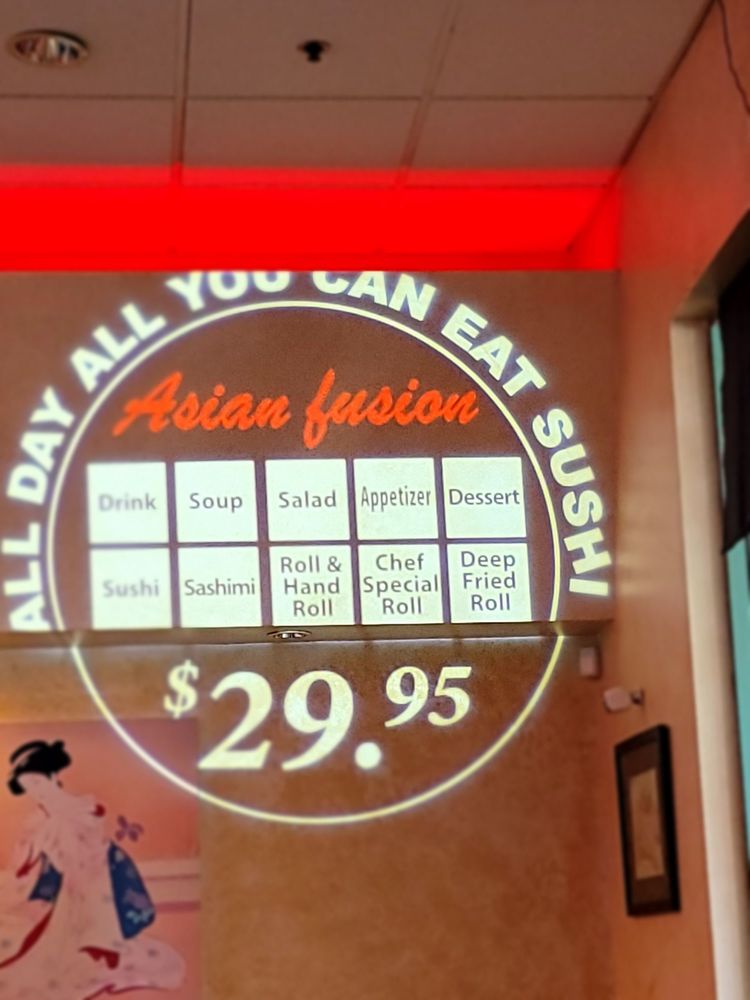 ALL DAY ALL YOU CAN EAT SUSHI
Asian fusion
Drink Soup Salad Appetizer Dessert
Sushi Sashimi Roll & Hand Roll Chef Special Roll Deep Fried Roll
$29.95